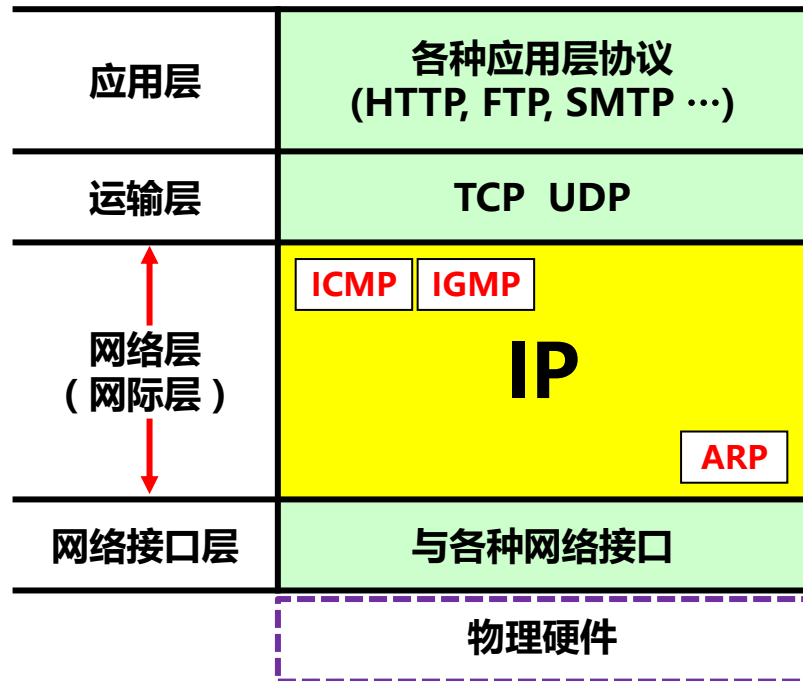 应用层
各种应用层协议
(HTTP, FTP, SMTP …)
运输层
TCP UDP
网络层
( 网际层 )
ICMP IGMP
IP
ARP
网络接口层
与各种网络接口
物理硬件